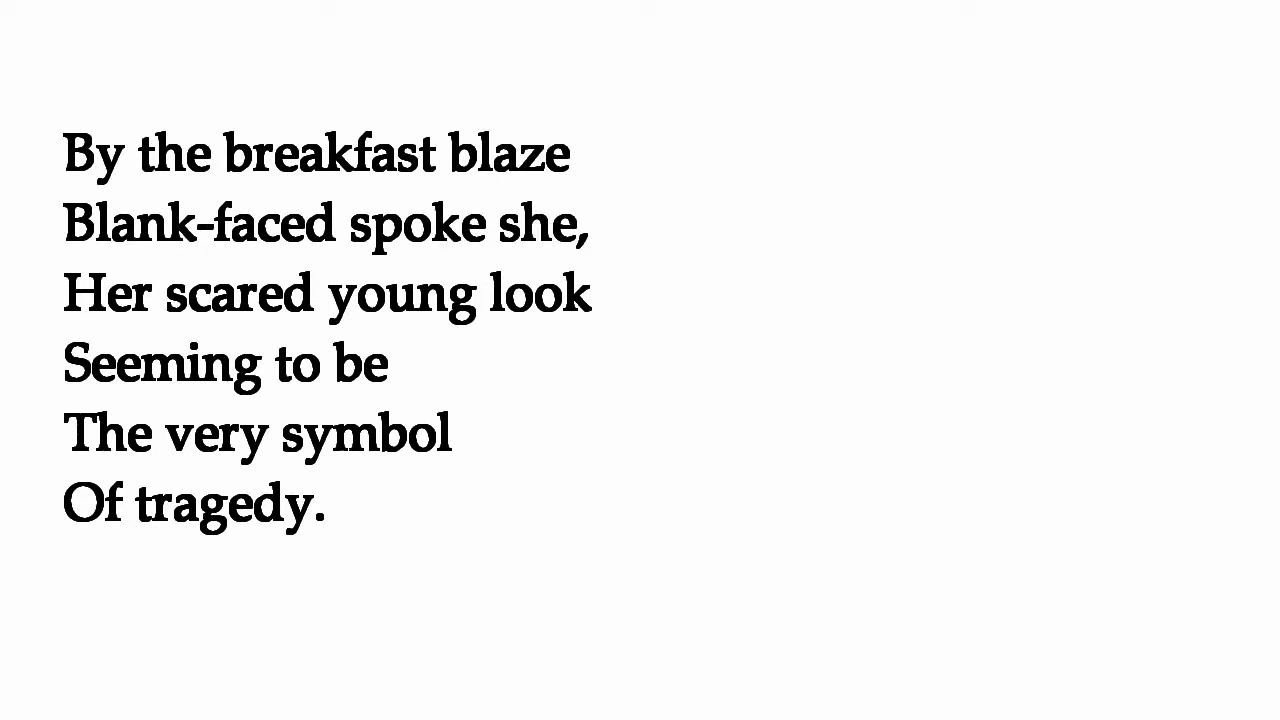 By the breakfast blaze
Blank-faced spoke she,
Her scared young look
Seeming to be
The very symbol
Of tragedy.